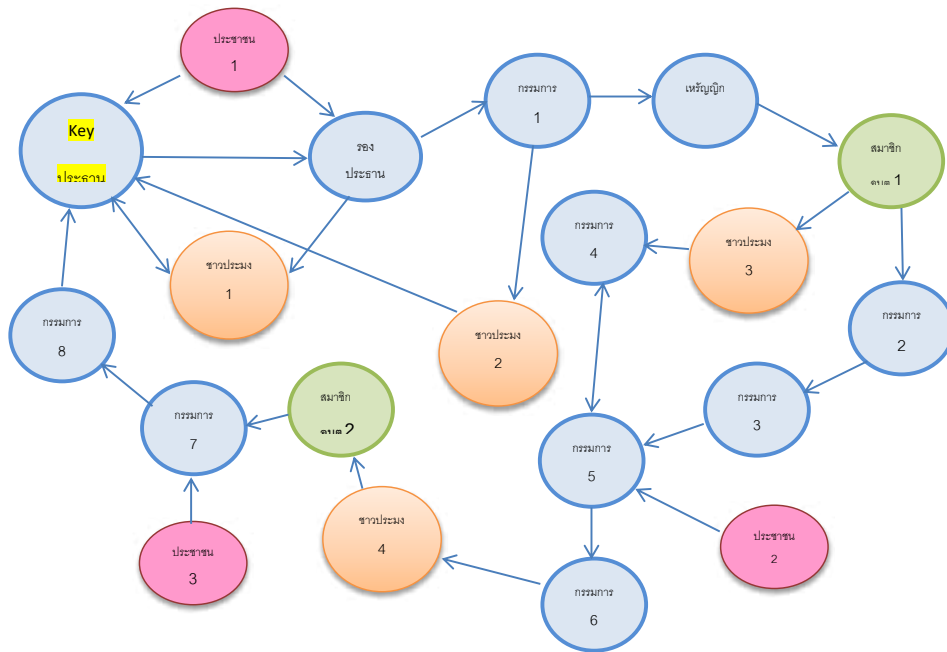 ประชาชน
1
Key
ประธาน
รอง
ประธาน
กรรมการ
1
เหรัญญิก
สมาชิก
อบต 1
ชาวประมง
1
ชาวประมง
2
กรรมการ
4
ชาวประมง
3
กรรมการ
2
กรรมการ
8
กรรมการ
7
สมาชิก
อบต 2
กรรมการ
5
กรรมการ
3
ประชาชน
3
ชาวประมง
4
กรรมการ
6
ประชาชน
2